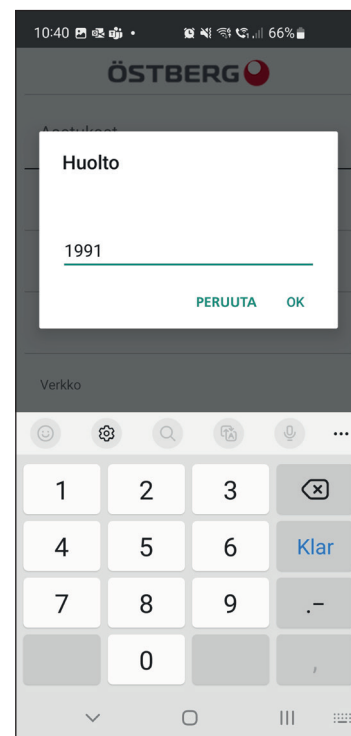 10:40 66%
ÖSTBERG
Asetukset
Huolto
1991
PERUUTA OK
Verkko
1 2 3
4 5 6 Klar
7 8 9 .-
0 ,